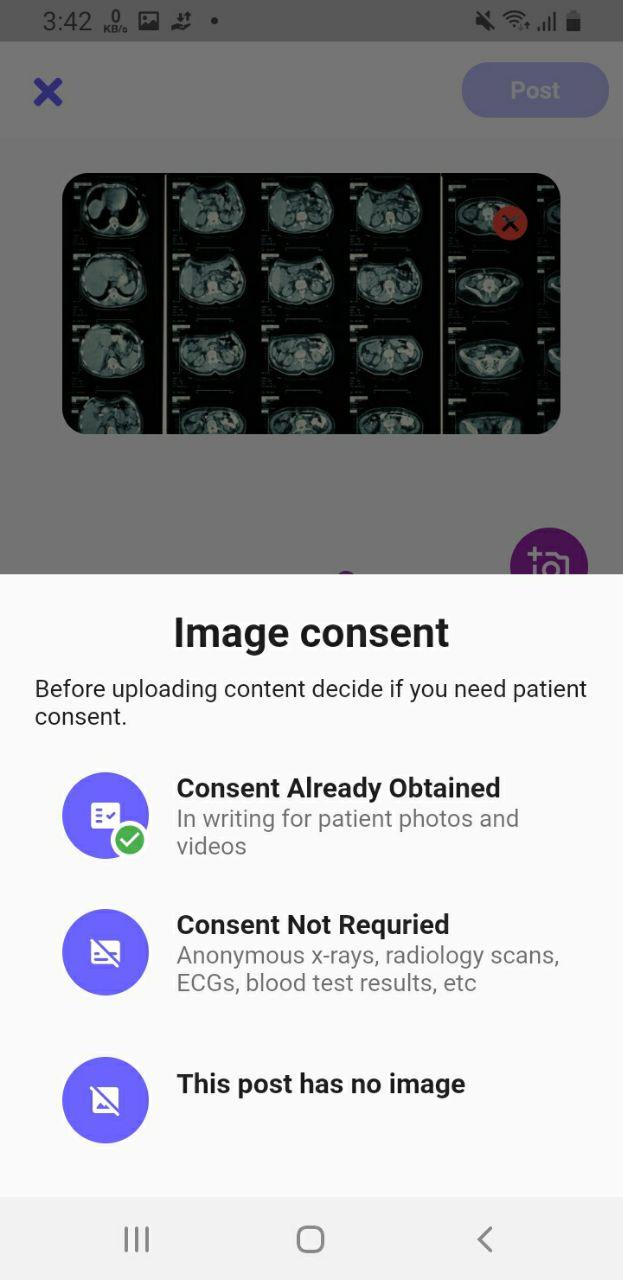 3:42 0 KB/s
Post
Image consent
Before uploading content decide if you need patient
consent.
Consent Already Obtained
In writing for patient photos and
videos
Consent Not Requried
Anonymous x-rays, radiology scans,
ECGs, blood test results, etc
This post has no image